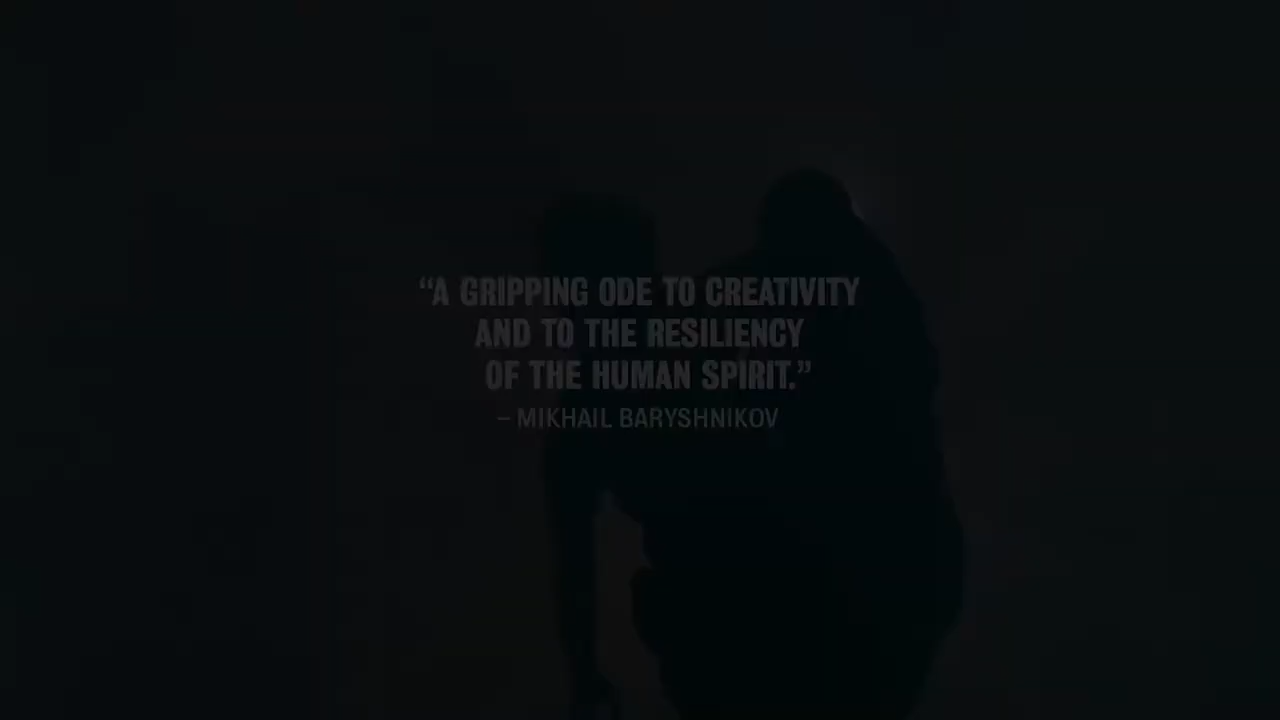 “A GRIPPING ODE TO CREATIVITY
AND TO THE RESILIENCY
OF THE HUMAN SPIRIT.”
– MIKHAIL BARYSHNIKOV